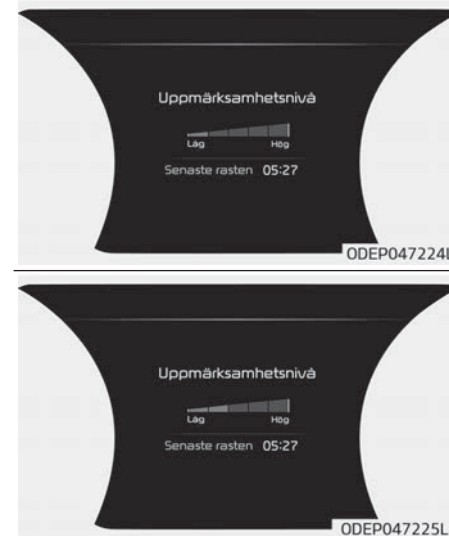 Uppmärksamhetsnivå
Låg Hög
Senaste rasten 05:27
ODEP047224L
Uppmärksamhetsnivå
Låg Hög
Senaste rasten 05:27
ODEP047225L